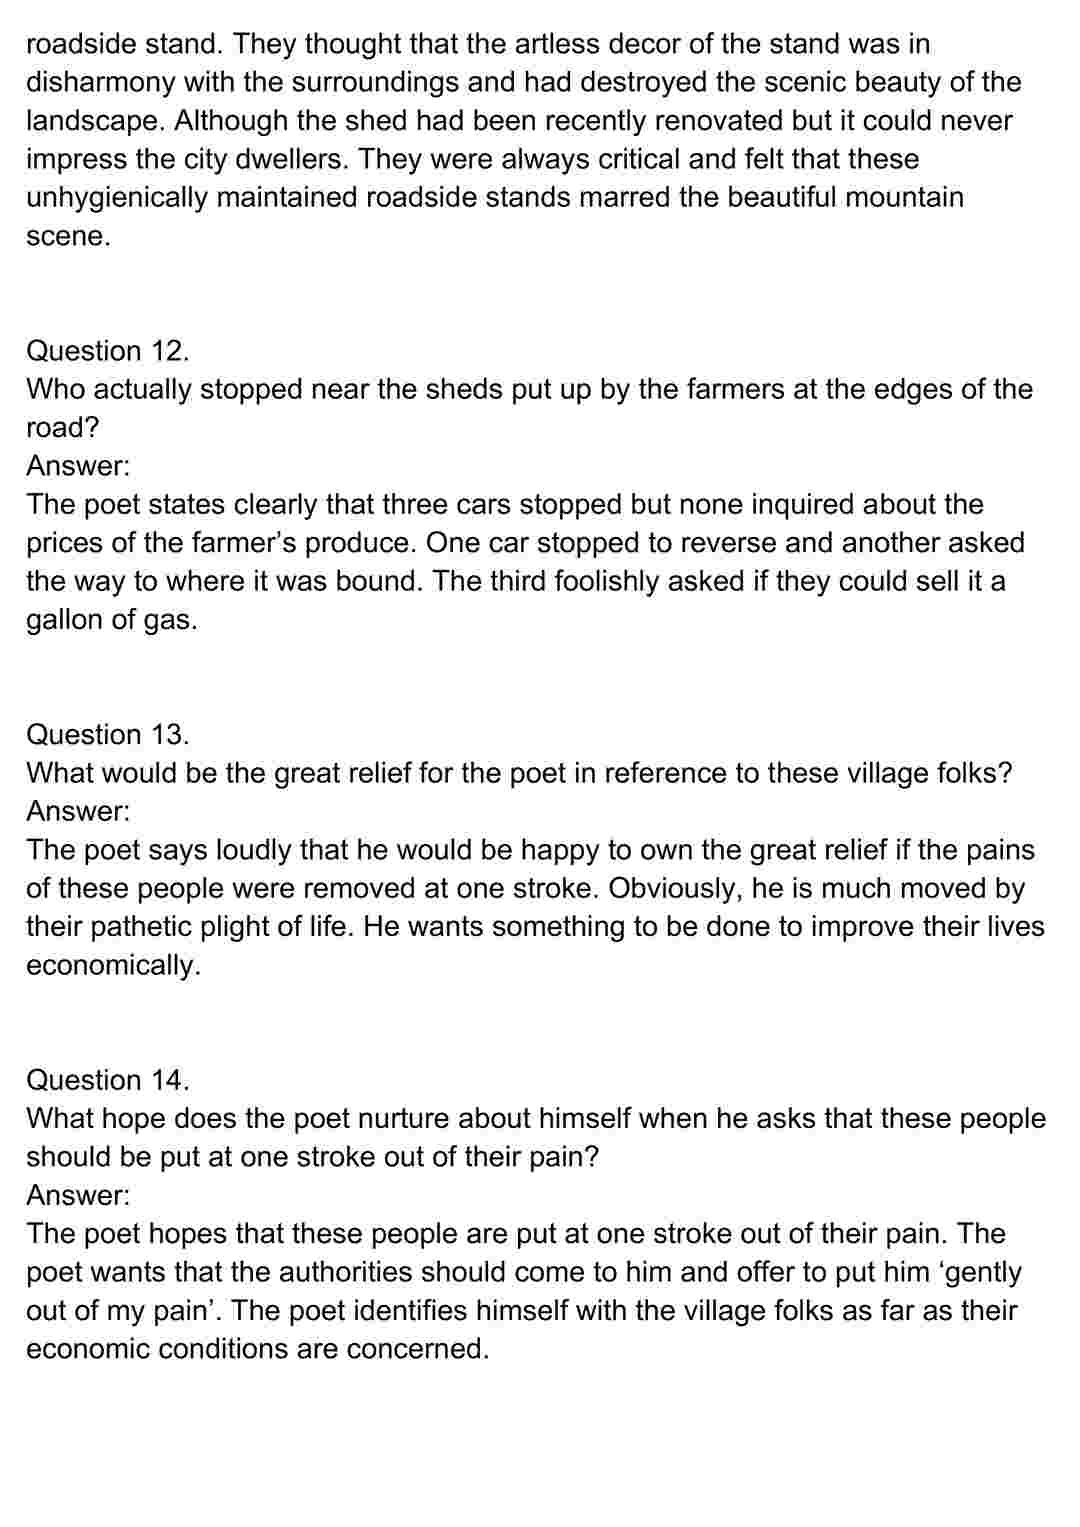 roadside stand. They thought that the artless decor of the stand was in
disharmony with the surroundings and had destroyed the scenic beauty of the
landscape. Although the shed had been recently renovated but it could never
impress the city dwellers. They were always critical and felt that these
unhygienically maintained roadside stands marred the beautiful mountain
scene.
Question 12.
Who actually stopped near the sheds put up by the farmers at the edges of the
road?
Answer:
The poet states clearly that three cars stopped but none inquired about the
prices of the farmer’s produce. One car stopped to reverse and another asked
the way to where it was bound. The third foolishly asked if they could sell it a
gallon of gas.
Question 13.
What would be the great relief for the poet in reference to these village folks?
Answer:
The poet says loudly that he would be happy to own the great relief if the pains
of these people were removed at one stroke. Obviously, he is much moved by
their pathetic plight of life. He wants something to be done to improve their lives
economically.
Question 14.
What hope does the poet nurture about himself when he asks that these people
should be put at one stroke out of their pain?
Answer:
The poet hopes that these people are put at one stroke out of their pain. The
poet wants that the authorities should come to him and offer to put him ‘gently
out of my pain’. The poet identifies himself with the village folks as far as their
economic conditions are concerned.